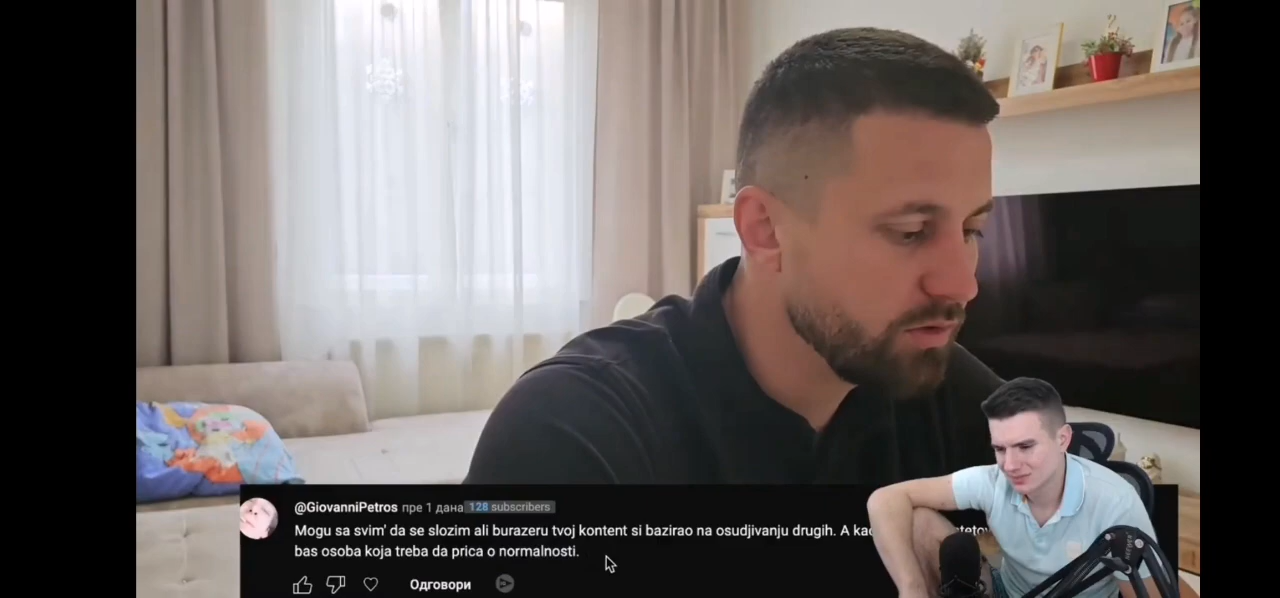 @GiovanniPetros пре 1 дана 128 subscribers
Mogu sa svim' da se slozim ali burazeru tvoj kontent si bazirao na osudjivanju drugih. A
bas osoba koja treba da prica o normalnosti.
Одговори